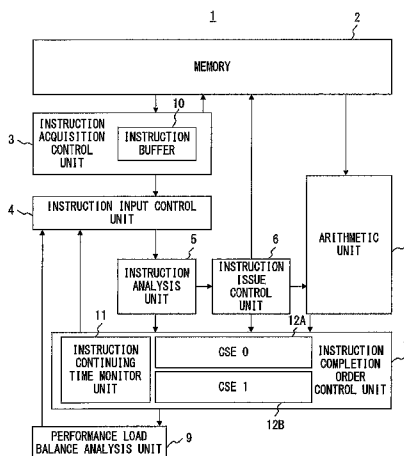 1
2
MEMORY
10
3
INSTRUCTION
ACQUISITION
CONTROL
UNIT
INSTRUCTION
BUFFER
4
INSTRUCTION INPUT CONTROL
UNIT
5
INSTRUCTION
ANALYSIS
UNIT
6
INSTRUCTION
ISSUE
CONTROL
UNIT
ARITHMETIC
UNIT
11
INSTRUCTION
CONTINUING
TIME MONITOR
UNIT
12A
CSE 0
CSE 1
12B
INSTRUCTION
COMPLETION
ORDER
CONTROL UNIT
PERFORMANCE LOAD
BALANCE ANALYSIS UNIT
9